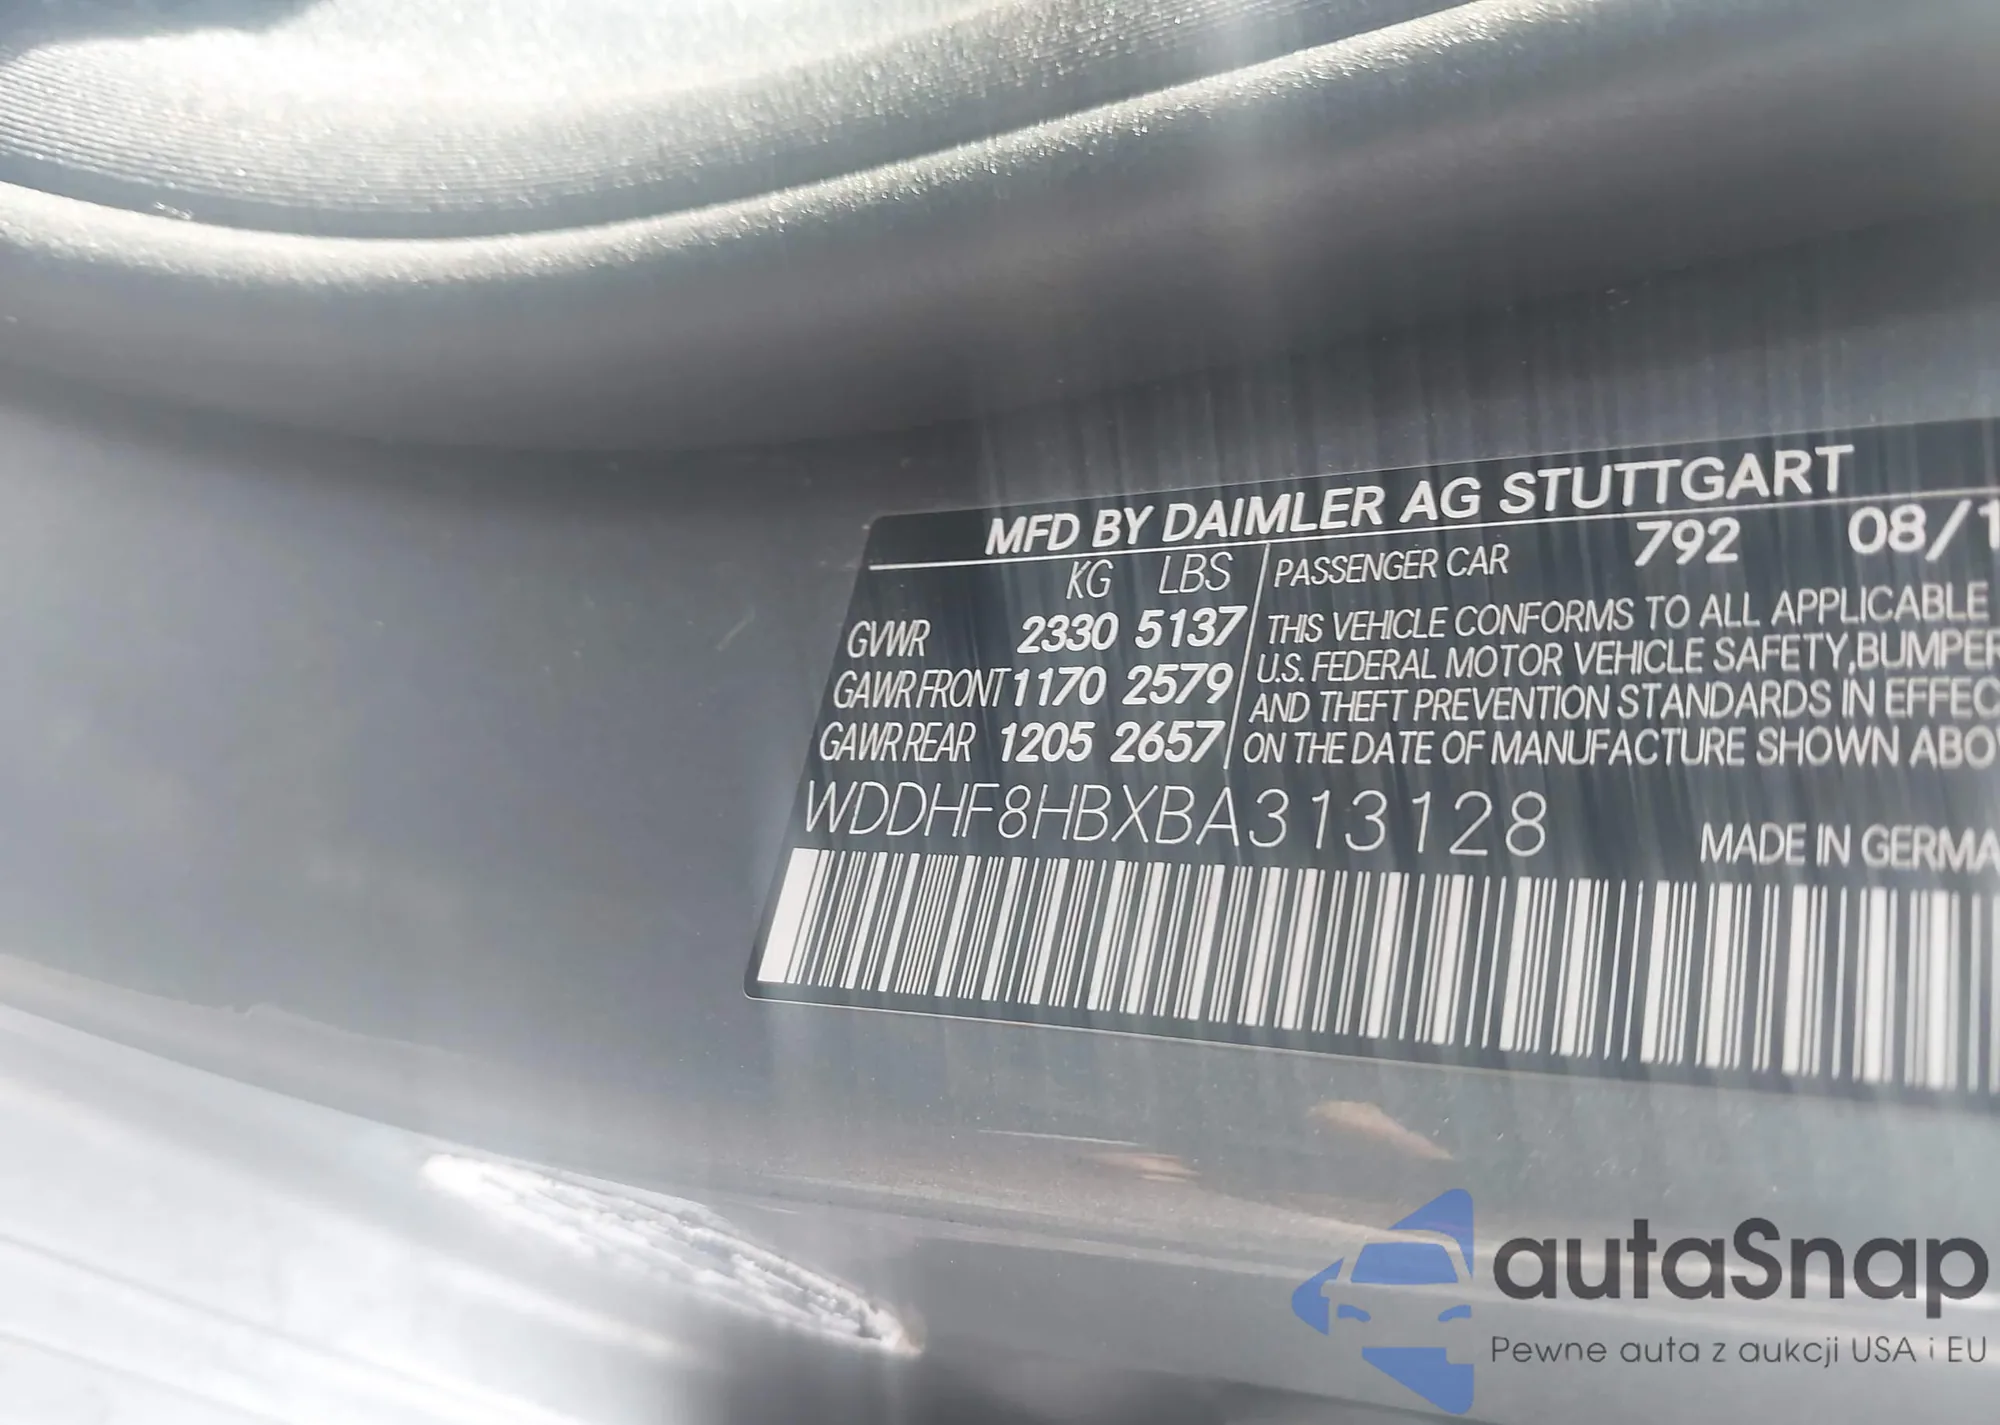 MFD BY DAIMLER AG STUTTGART
KG LBS PASSENGER CAR 792 08/1
GVWR 2330 5137 THIS VEHICLE CONFORMS TO ALL APPLICABLE
GAWR FRONT 1170 2579 U.S. FEDERAL MOTOR VEHICLE SAFETY, BUMPER
AND THEFT PREVENTION STANDARDS IN EFFEC
GAWR REAR 1205 2657 ON THE DATE OF MANUFACTURE SHOWN ABO
WDDHF8HBXBA313128
MADE IN GERMA
autaSnap
Pewne auta z aukcji USA i EU